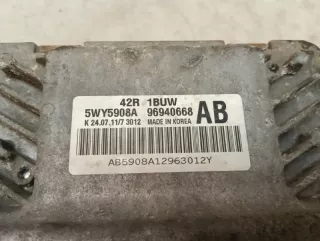 42R 1BUW
5WY5908A 96940668 AB
K 24.07.11/7 3012 MADE IN KOREA
AB5908A12963012Y